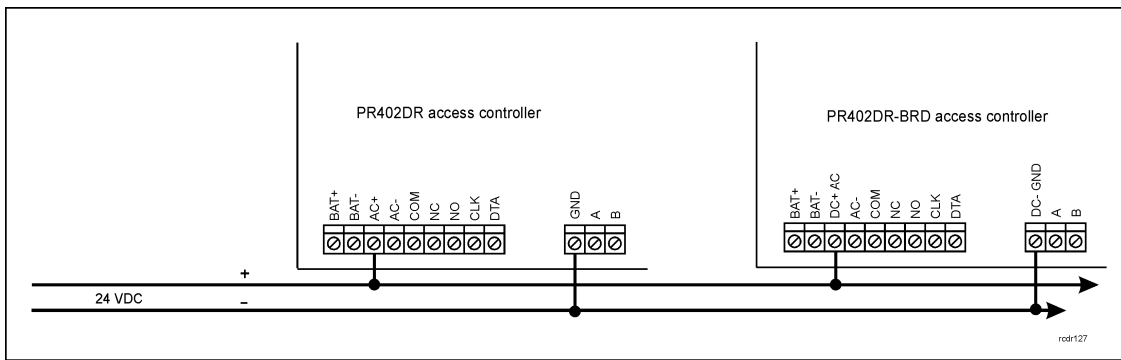 PR402DR access controller
PR402DR-BRD access controller
BAT+
BAT-
AC+
AC-
COM
NC
NO
CLK
DTA
GND
A
B
BAT+
BAT-
DC+ AC
AC-
COM
NC
NO
CLK
DTA
DC- GND
A
B
+
24 VDC
–
rcdr127